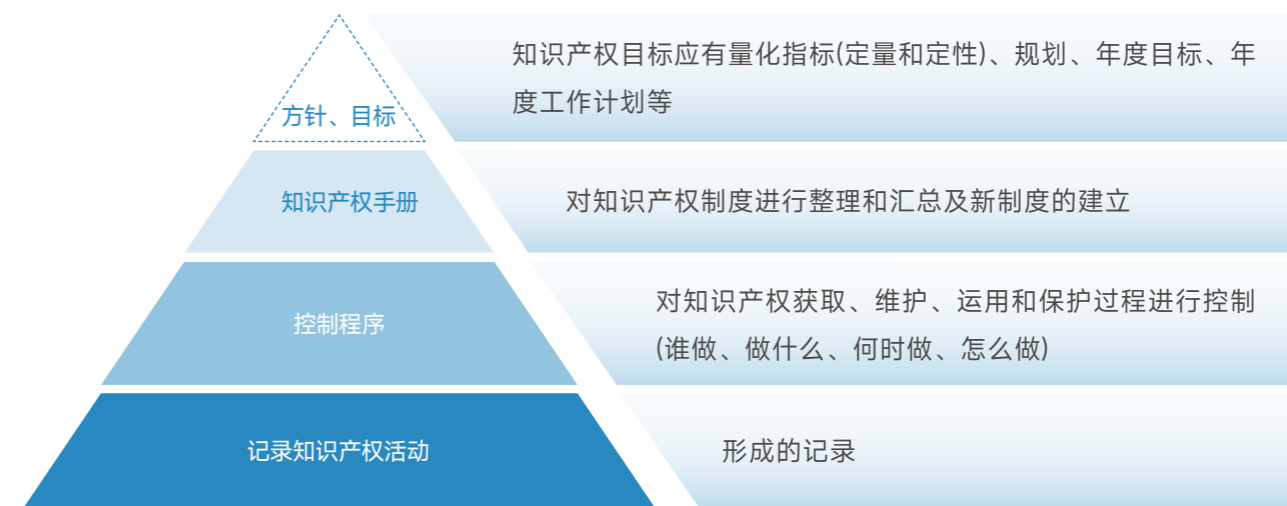 方针、目标
知识产权目标应有量化指标(定量和定性)、规划、年度目标、年
度工作计划等
知识产权手册
对知识产权制度进行整理和汇总及新制度的建立
控制程序
对知识产权获取、维护、运用和保护过程进行控制
(谁做、做什么、何时做、怎么做)
记录知识产权活动
形成的记录